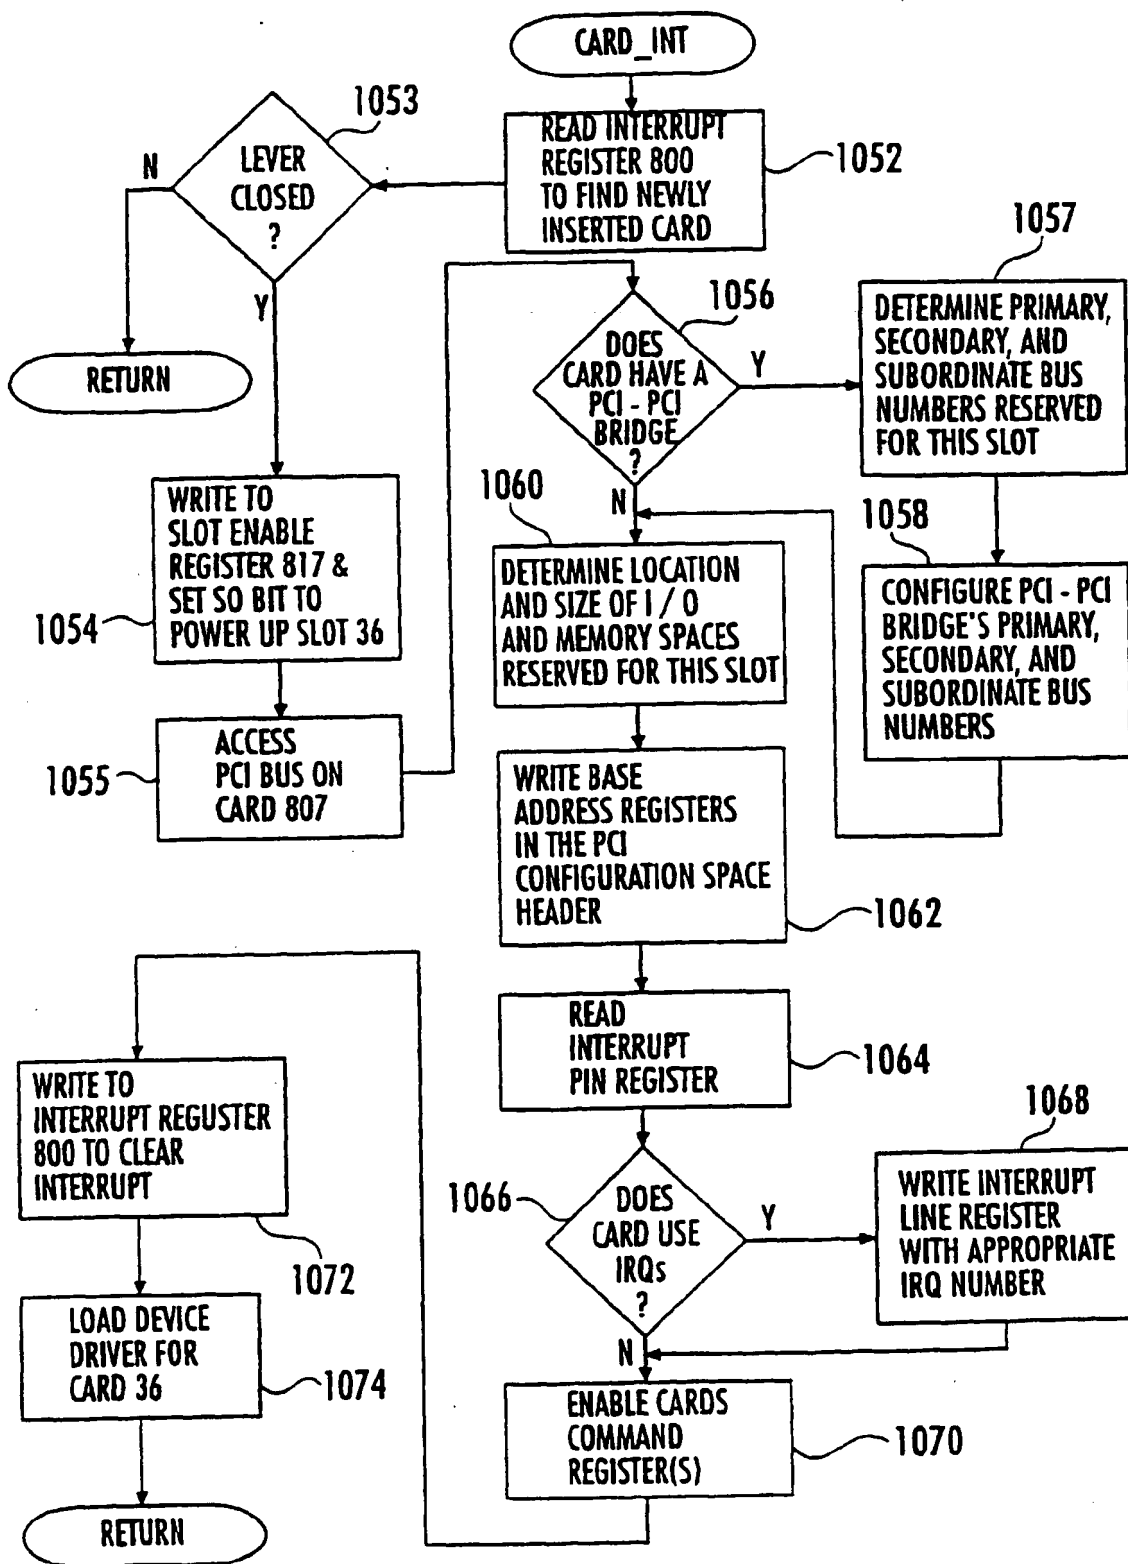 CARD_INT
READ INTERRUPT
REGISTER 800
TO FIND NEWLY
INSERTED CARD
1052
1053
LEVER
CLOSED
?
N
Y
RETURN
WRITE TO
SLOT ENABLE
REGISTER 817 &
SET SO BIT TO
POWER UP SLOT 36
1054
ACCESS
PCI BUS ON
CARD 807
1055
1056
DOES
CARD HAVE A
PCI - PCI
BRIDGE
?
Y
N
1057
DETERMINE PRIMARY,
SECONDARY, AND
SUBORDINATE BUS
NUMBERS RESERVED
FOR THIS SLOT
1058
CONFIGURE PCI - PCI
BRIDGE'S PRIMARY,
SECONDARY, AND
SUBORDINATE BUS
NUMBERS
1060
DETERMINE LOCATION
AND SIZE OF I / O
AND MEMORY SPACES
RESERVED FOR THIS SLOT
WRITE BASE
ADDRESS REGISTERS
IN THE PCI
CONFIGURATION SPACE
HEADER
1062
READ
INTERRUPT
PIN REGISTER
1064
1066
DOES
CARD USE
IRQs
?
Y
N
1068
WRITE INTERRUPT
LINE REGISTER
WITH APPROPRIATE
IRQ NUMBER
ENABLE CARDS
COMMAND
REGISTER(S)
1070
WRITE TO
INTERRUPT REGUSTER
800 TO CLEAR
INTERRUPT
1072
LOAD DEVICE
DRIVER FOR
CARD 36
1074
RETURN